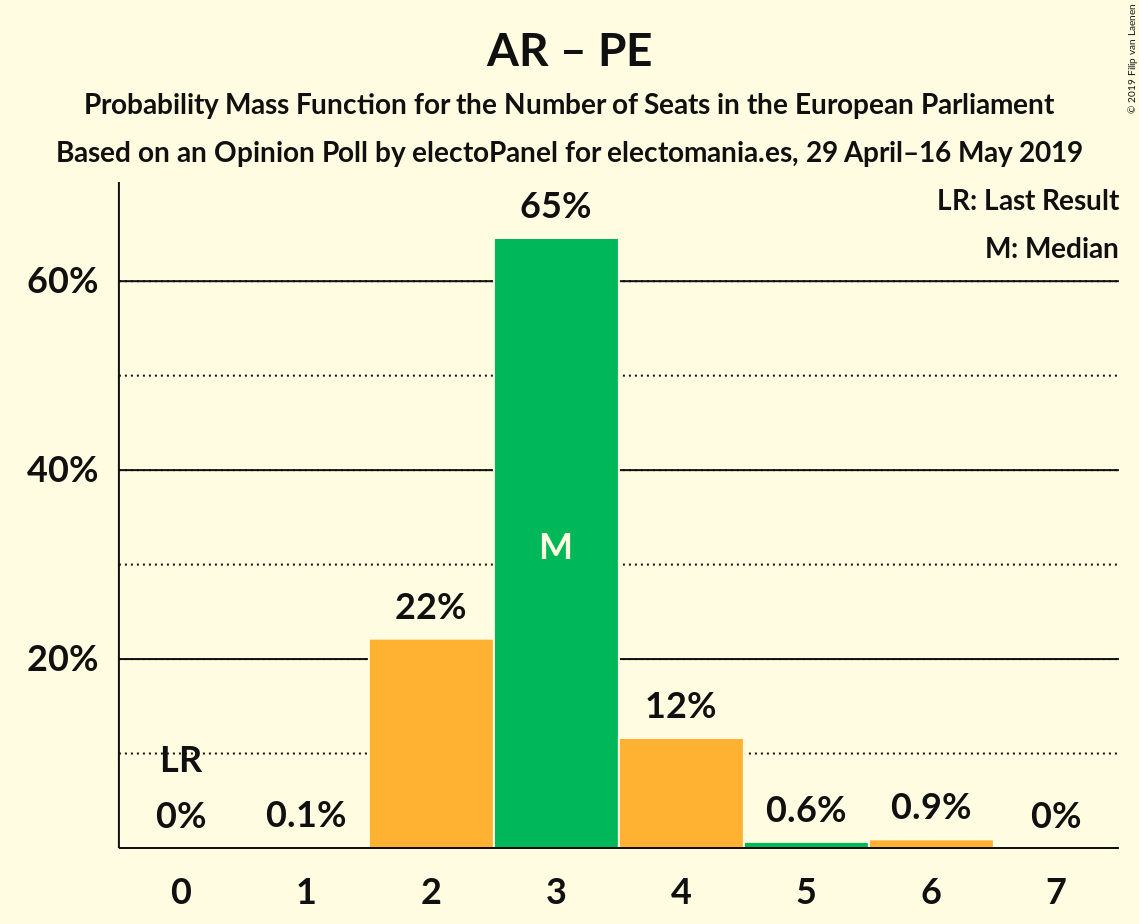 AR – PE
Probability Mass Function for the Number of Seats in the European Parliament
Based on an Opinion Poll by electoPanel for electomania.es, 29 April–16 May 2019
© 2019 Filip van Laenen
LR: Last Result
M: Median
65%
60%
40%
M
22%
20%
12%
LR
0%
0.1%
0.6%
0.9%
0%
0 1 2 3 4 5 6 7